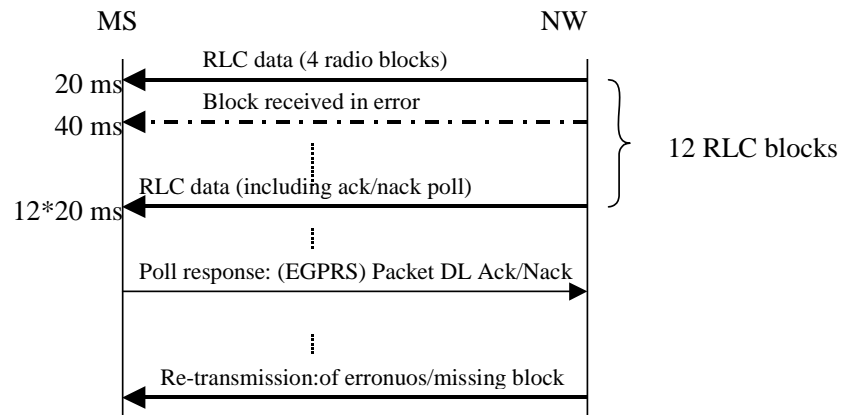 MS NW
RLC data (4 radio blocks)
20 ms
Block received in error
40 ms
12 RLC blocks
RLC data (including ack/nack poll)
12*20 ms
Poll response: (EGPRS) Packet DL Ack/Nack
Re-transmission:of erronuos/missing block